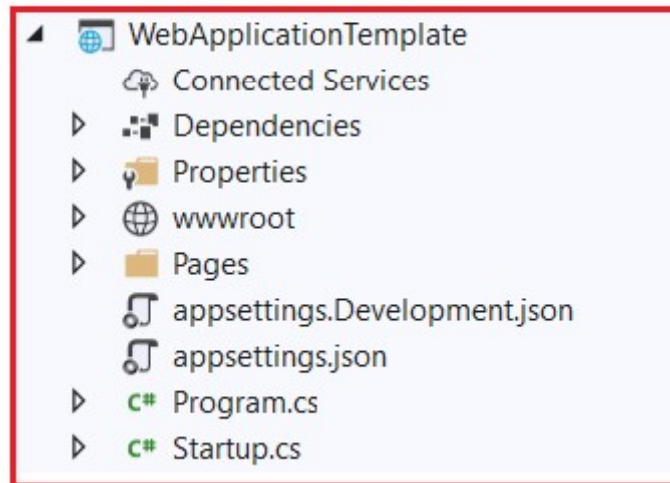 WebApplicationTemplate
Connected Services
Dependencies
Properties
wwwroot
Pages
appsettings.Development.json
appsettings.json
C# Program.cs
C# Startup.cs